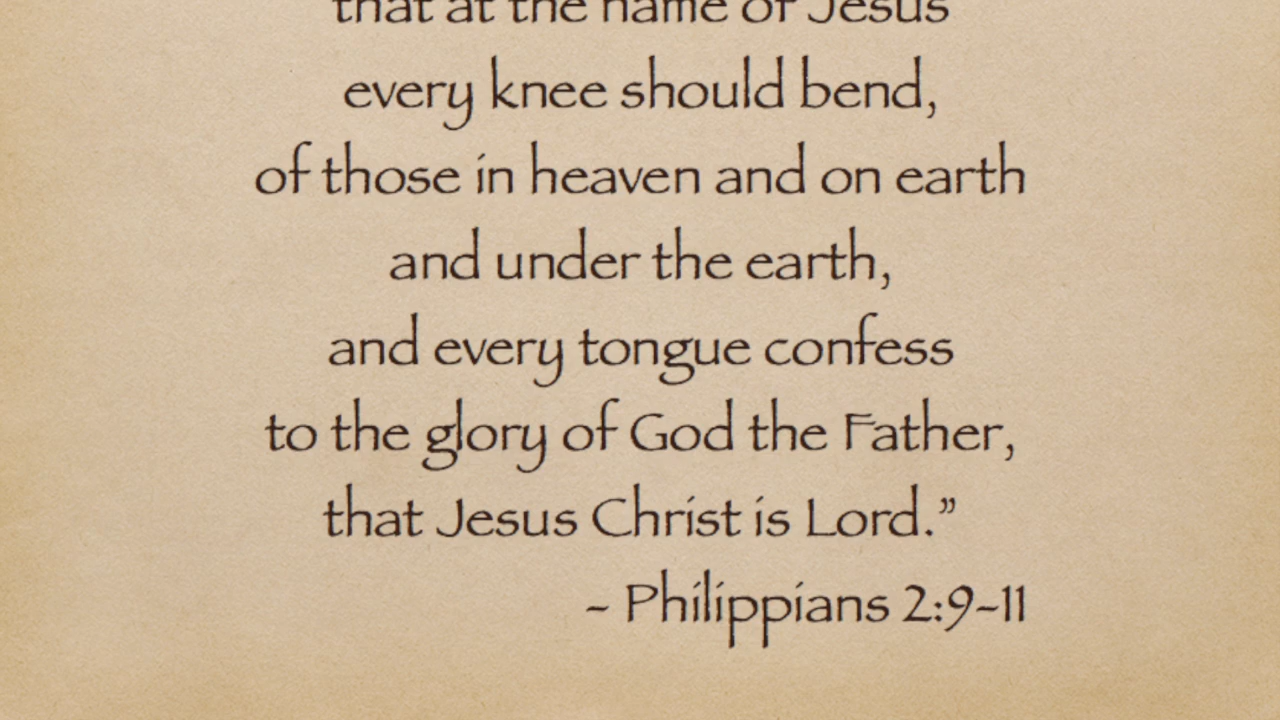 that at the name of Jesus
every knee should bend,
of those in heaven and on earth
and under the earth,
and every tongue confess
to the glory of God the Father,
that Jesus Christ is Lord.”
– Philippians 2:9–11